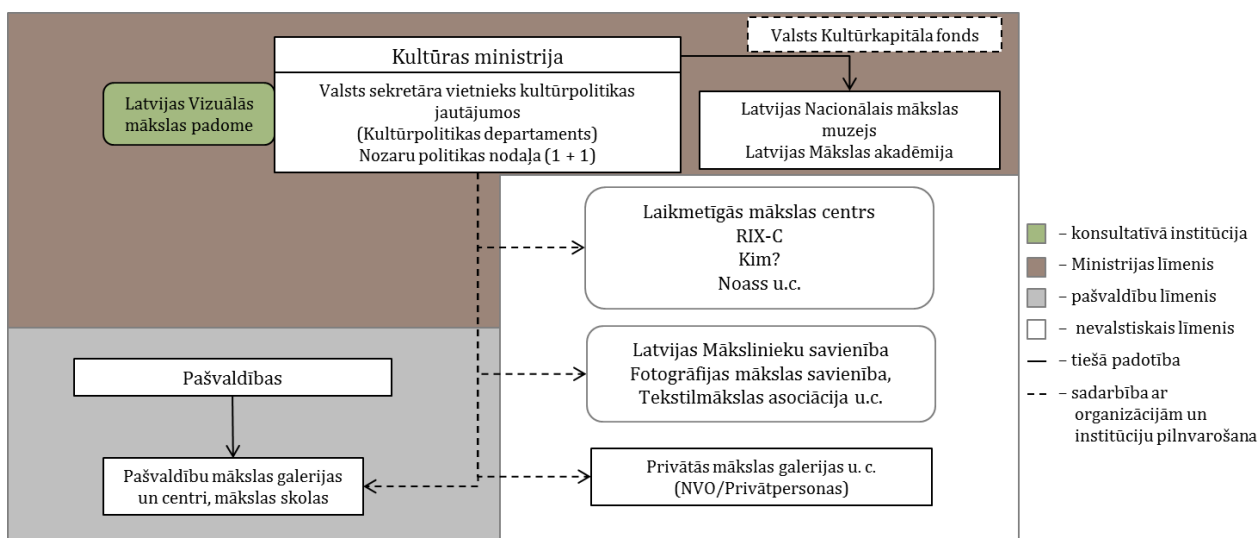 Valsts Kultūrkapitāla fonds
Kultūras ministrija
Valsts sekretāra vietnieks kultūrpolitikas
jautājumos
(Kultūrpolitikas departaments)
Nozaru politikas nodaļa (1 + 1)
Latvijas Vizuālās
mākslas padome
Latvijas Nacionālais mākslas
muzejs
Latvijas Mākslas akadēmija
Laikmetīgās mākslas centrs
RIX-C
Kim?
Noass u.c.
Latvijas Mākslinieku savienība
Fotogrāfijas mākslas savienība,
Tekstilmākslas asociācija u.c.
Privātās mākslas galerijas u. c.
(NVO/Privātpersonas)
Pašvaldības
Pašvaldību mākslas galerijas
un centri, mākslas skolas
– konsultatīvā institūcija
– Ministrijas līmenis
– pašvaldību līmenis
– nevalstiskais līmenis
– tiešā padotība
– sadarbība ar
organizācijām un
institūciju pilnvarošana